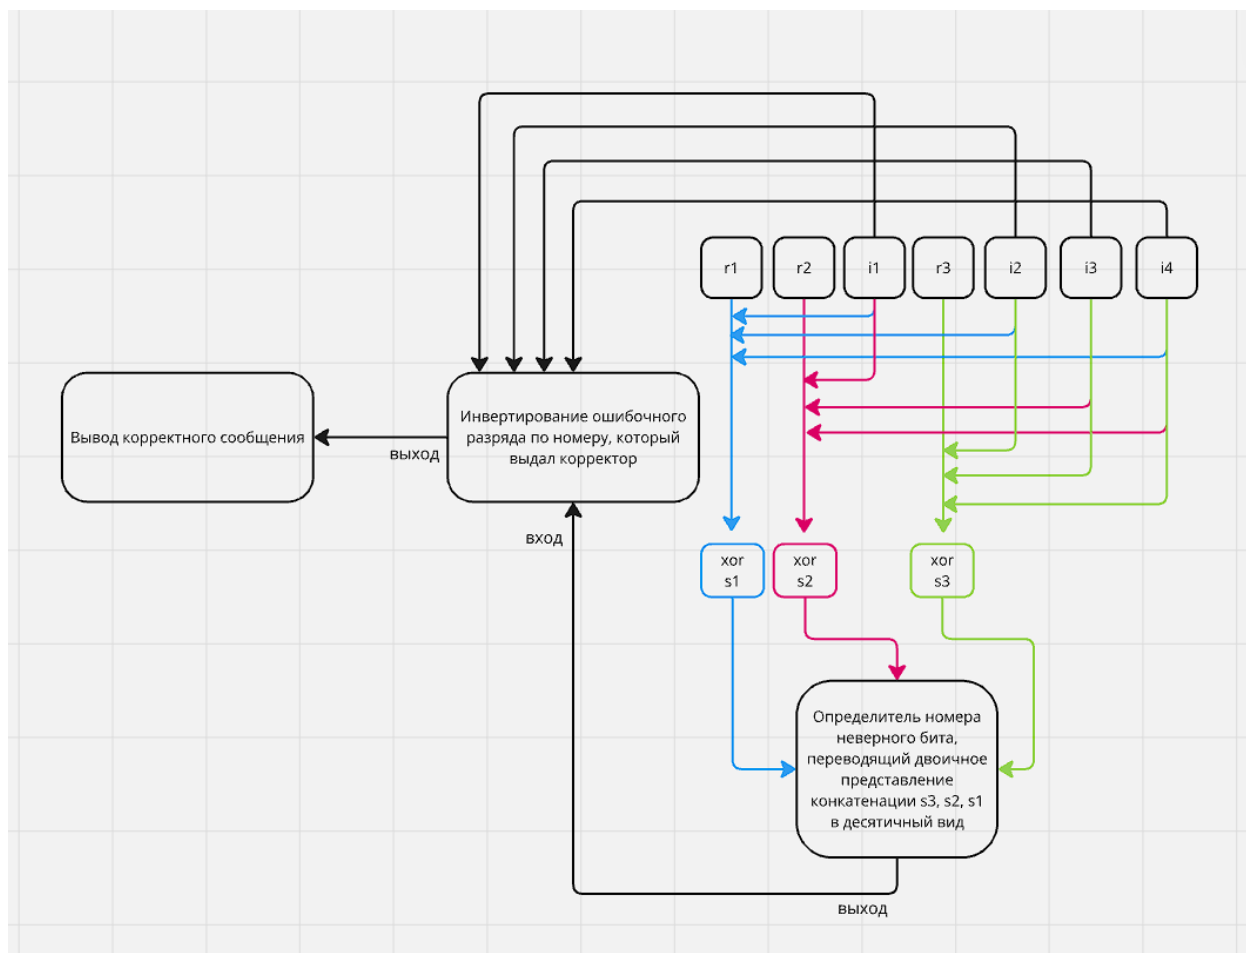 r1
r2
i1
r3
i2
i3
i4
Вывод корректного сообщения
выход
Инвертирование ошибочного
разряда по номеру, который
выдал корректор
вход
xor
s1
xor
s2
xor
s3
Определитель номера
неверного бита,
переводящий двоичное
представление
конкатенации s3, s2, s1
в десятичный вид
выход